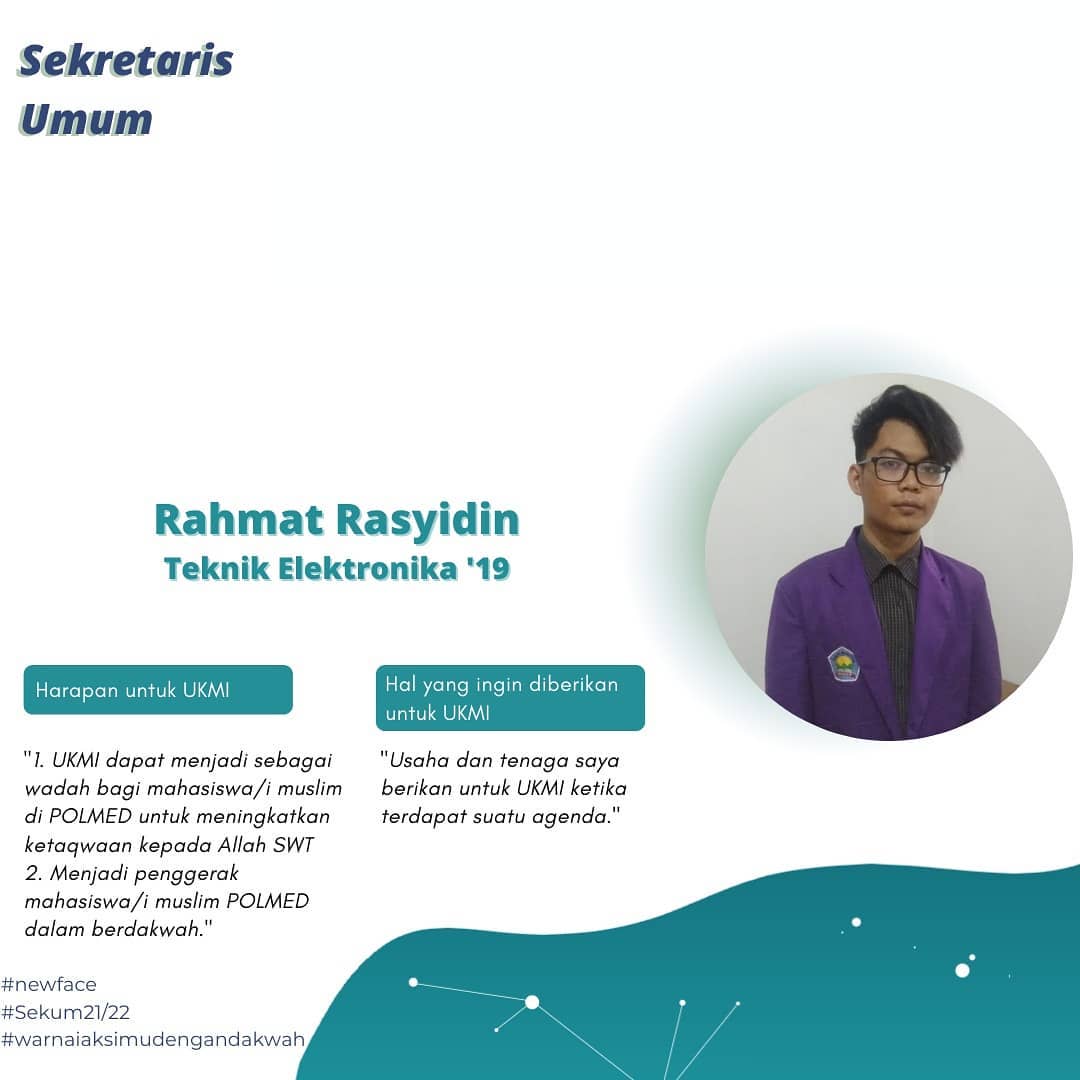 Sekretaris
Umum
Rahmat Rasyidin
Teknik Elektronika '19
Harapan untuk UKMI
"1. UKMI dapat menjadi sebagai
wadah bagi mahasiswa/i muslim
di POLMED untuk meningkatkan
ketaqwaan kepada Allah SWT
2. Menjadi penggerak
mahasiswa/i muslim POLMED
dalam berdakwah."
Hal yang ingin diberikan
untuk UKMI
"Usaha dan tenaga saya
berikan untuk UKMI ketika
terdapat suatu agenda."
#newface
#Sekum21/22
#warnaiaksimudengandakwah